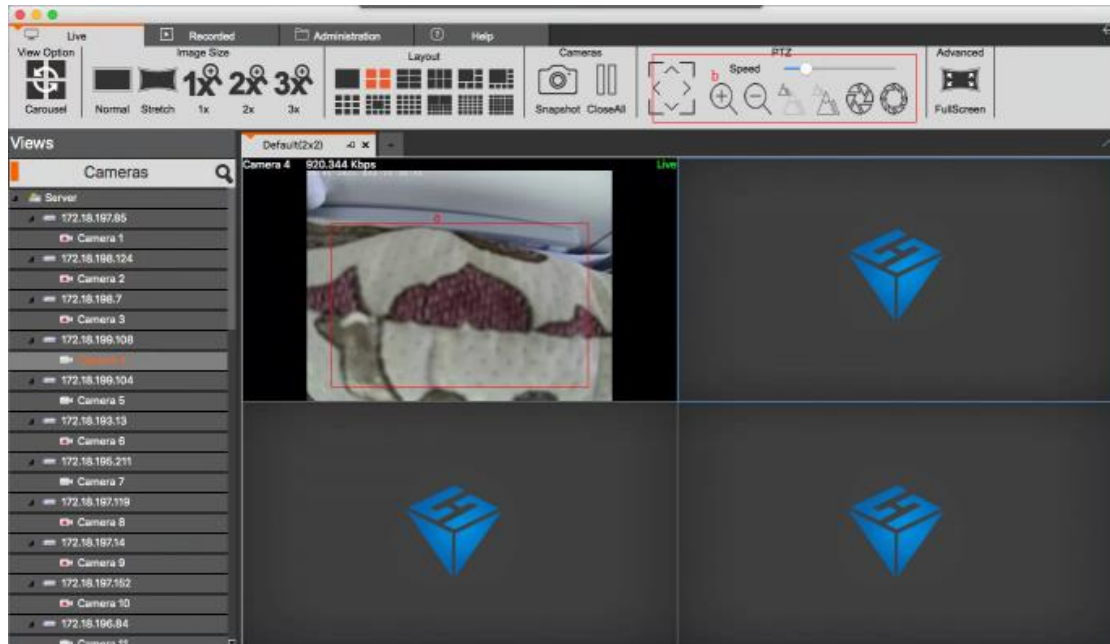 Live
Recorded
Administration
Help
View Option
Image Size
Layout
Cameras
PTZ
Advanced
b
Speed
1x
2x
3x
Carousel
Normal
Stretch
1x
2x
3x
Snapshot
CloseAll
FullScreen
Views
Default(2x2)
Cameras
Camera 4 920.344 Kbps
Live
Server
172.18.197.85
Camera 1
172.18.198.124
Camera 2
172.18.198.7
Camera 3
172.18.199.108
172.18.199.104
Camera 5
172.18.193.13
Camera 6
172.18.195.211
Camera 7
172.18.197.119
Camera 8
172.18.197.14
Camera 9
172.18.197.152
Camera 10
172.18.196.84
Camera 11